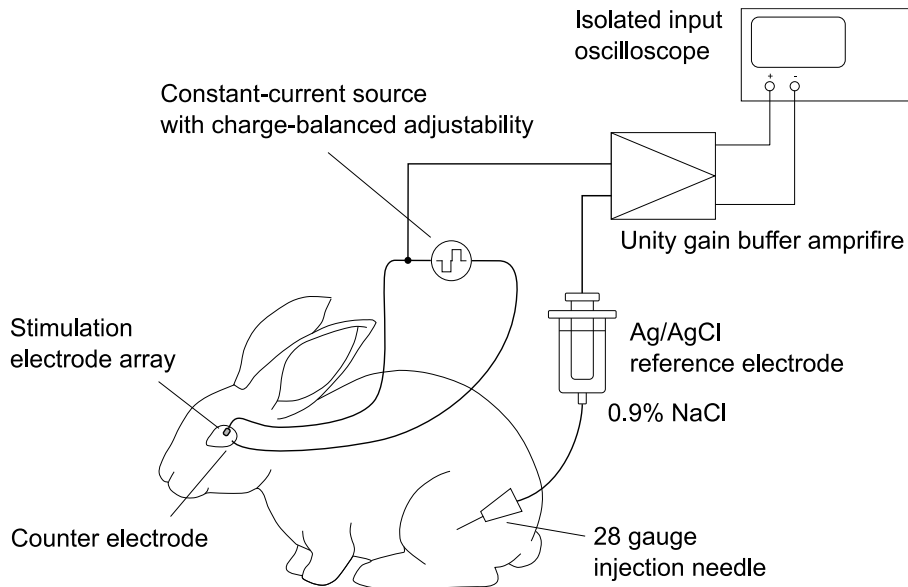 Isolated input
oscilloscope
+ -
Constant-current source
with charge-balanced adjustability
Unity gain buffer amprifire
Stimulation
electrode array
Ag/AgCl
reference electrode
0.9% NaCl
Counter electrode
28 gauge
injection needle